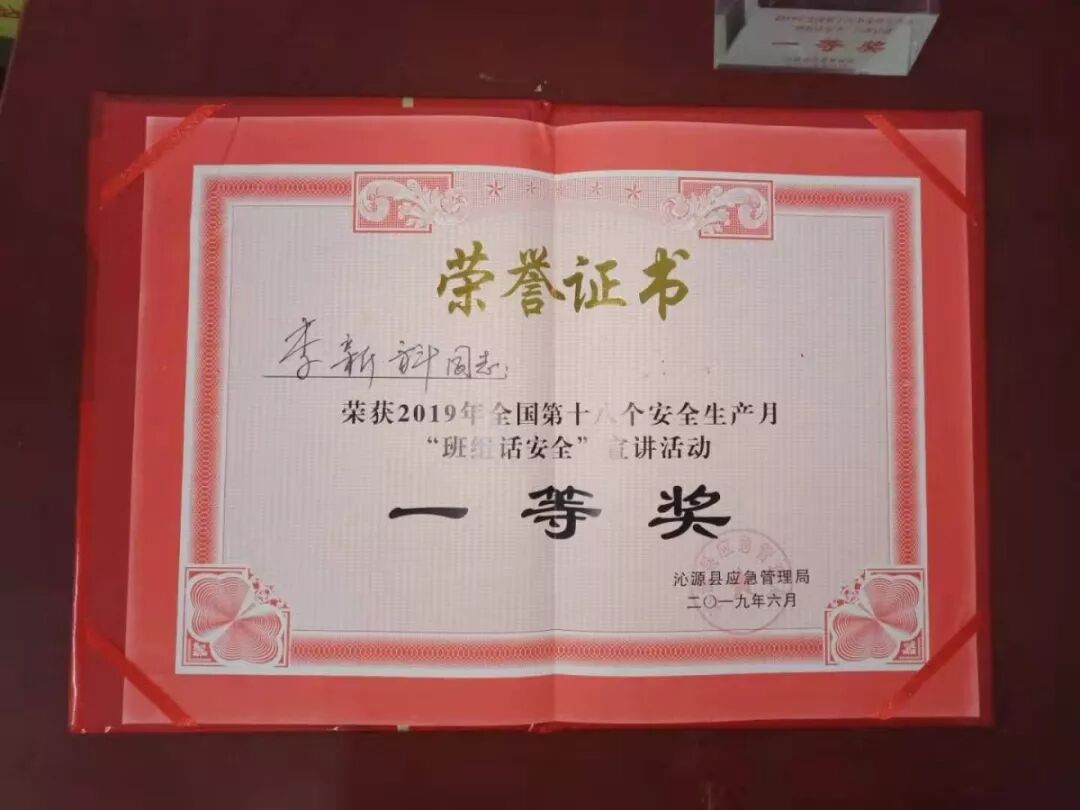 一等奖
荣誉证书
李新科同志:
荣获2019年全国第十八个安全生产月
“班组话安全”宣讲活动
一等奖
沁源县应急管理局
二〇一九年六月